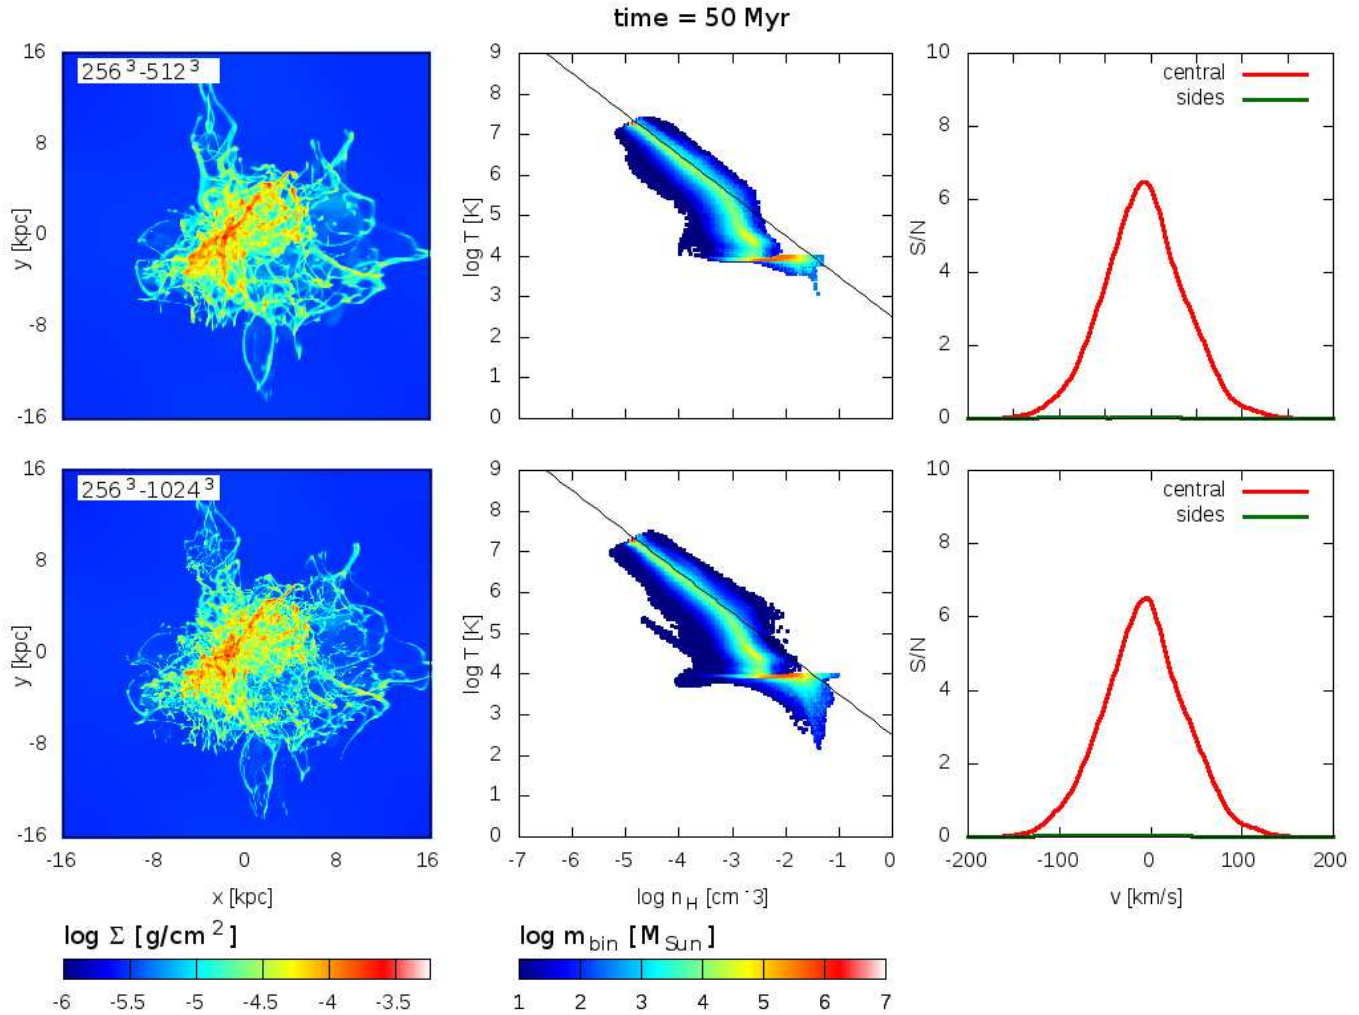 time = 50 Myr
256³-512³
16
8
0
-8
-16
y [kpc]
9
8
7
6
5
4
3
2
1
0
log T [K]
10
8
6
4
2
0
S/N
central
sides
256³-1024³
16
8
0
-8
-16
y [kpc]
-16 -8 0 8 16
x [kpc]
9
8
7
6
5
4
3
2
1
0
log T [K]
-7 -6 -5 -4 -3 -2 -1 0
log n_H [cm^-3]
10
8
6
4
2
0
S/N
central
sides
-200 -100 0 100 200
v [km/s]
log Σ [g/cm²]
-6 -5.5 -5 -4.5 -4 -3.5
log m_bin [M_Sun]
1 2 3 4 5 6 7